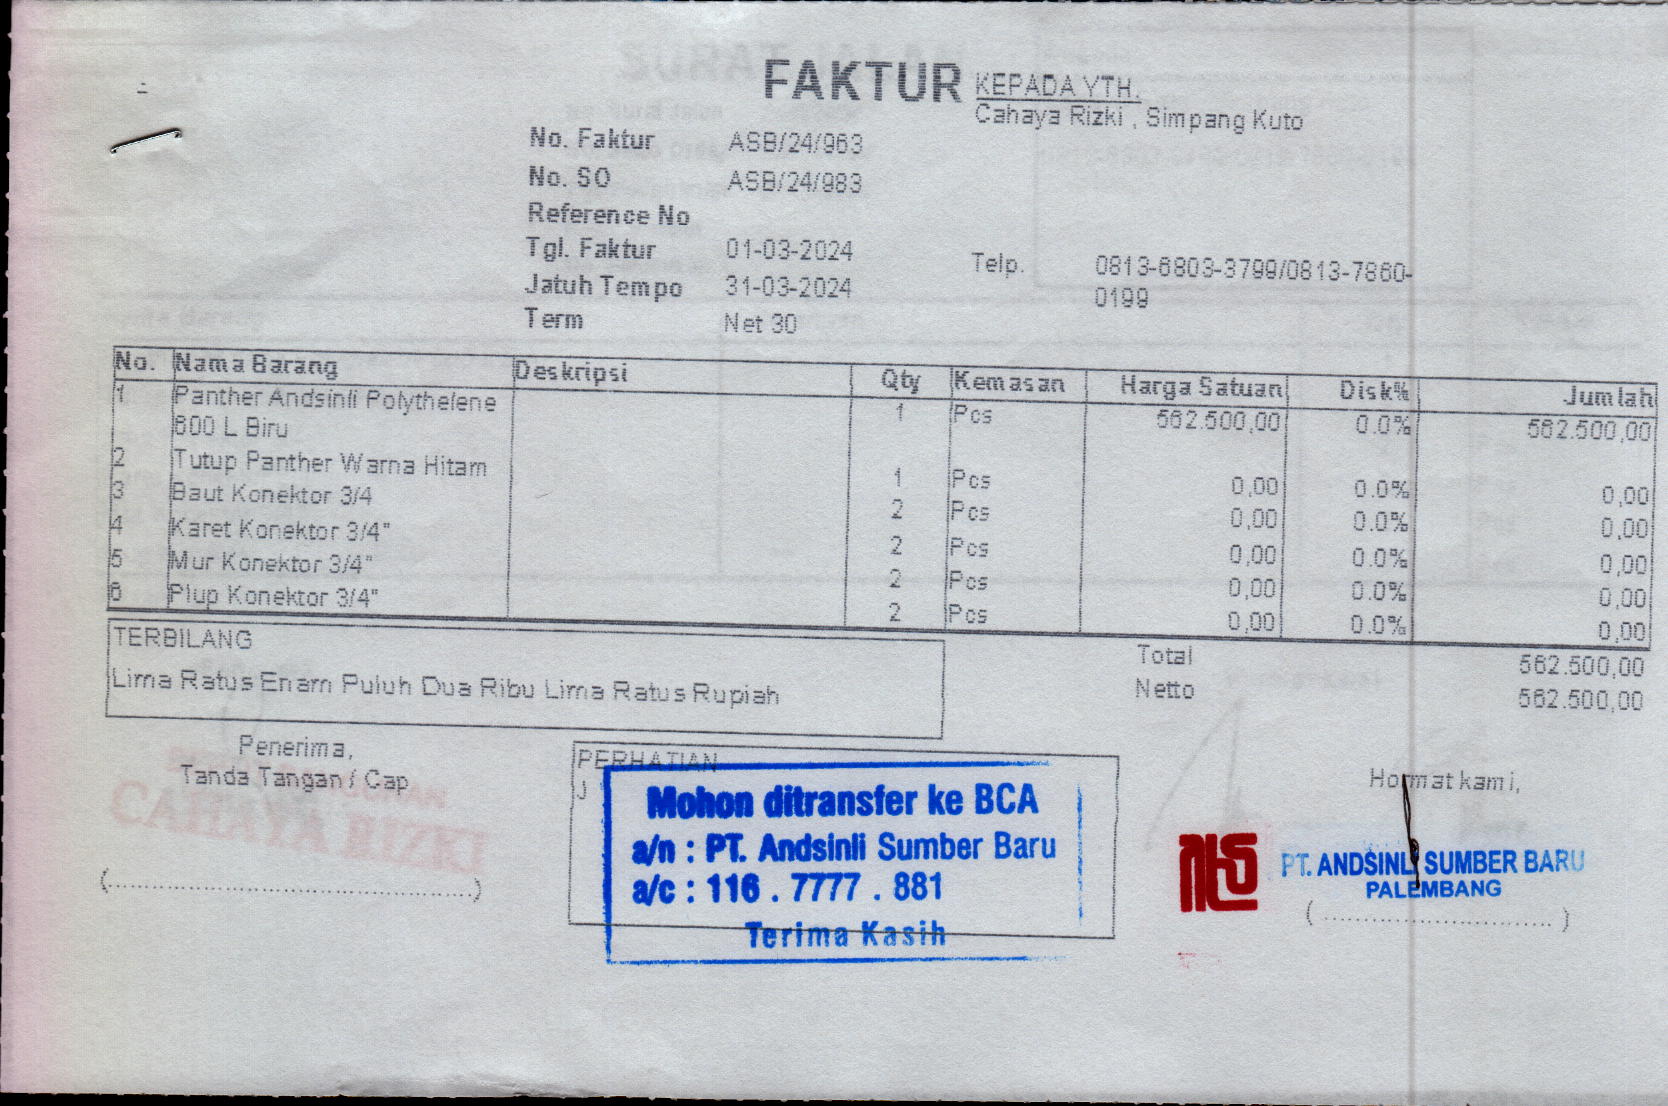 FAKTUR
KEPADA YTH.
Cahaya Rizki , Simpang Kuto
No. Faktur ASB/24/963
No. SO ASB/24/983
Reference No
Tgl. Faktur 01-03-2024
Telp. 0813-6803-3799/0813-7860-
0199
Jatuh Tempo 31-03-2024
Term Net 30
No. Nama Barang Deskripsi Qty Kemasan Harga Satuan Disk% Jumlah
1 Panther Andsinli Polythelene 1 Pcs 562.500,00 0.0% 562.500,00
600 L Biru
2 Tutup Panther Warna Hitam 1 Pcs 0,00 0.0% 0,00
3 Baut Konektor 3/4 2 Pcs 0,00 0.0% 0,00
4 Karet Konektor 3/4" 2 Pcs 0,00 0.0% 0,00
5 Mur Konektor 3/4" 2 Pcs 0,00 0.0% 0,00
6 Plup Konektor 3/4" 2 Pcs 0,00 0.0% 0,00
TERBILANG
Lima Ratus Enam Puluh Dua Ribu Lima Ratus Rupiah
Total 562.500,00
Netto 562.500,00
Penerima,
Tanda Tangan / Cap
CAHAYA RIZKI
PERHATIAN
Mohon ditransfer ke BCA
a/n : PT. Andsinli Sumber Baru
a/c : 116 . 7777 . 881
Terima Kasih
Hormat kami,
PT. ANDSINLI SUMBER BARU
PALEMBANG